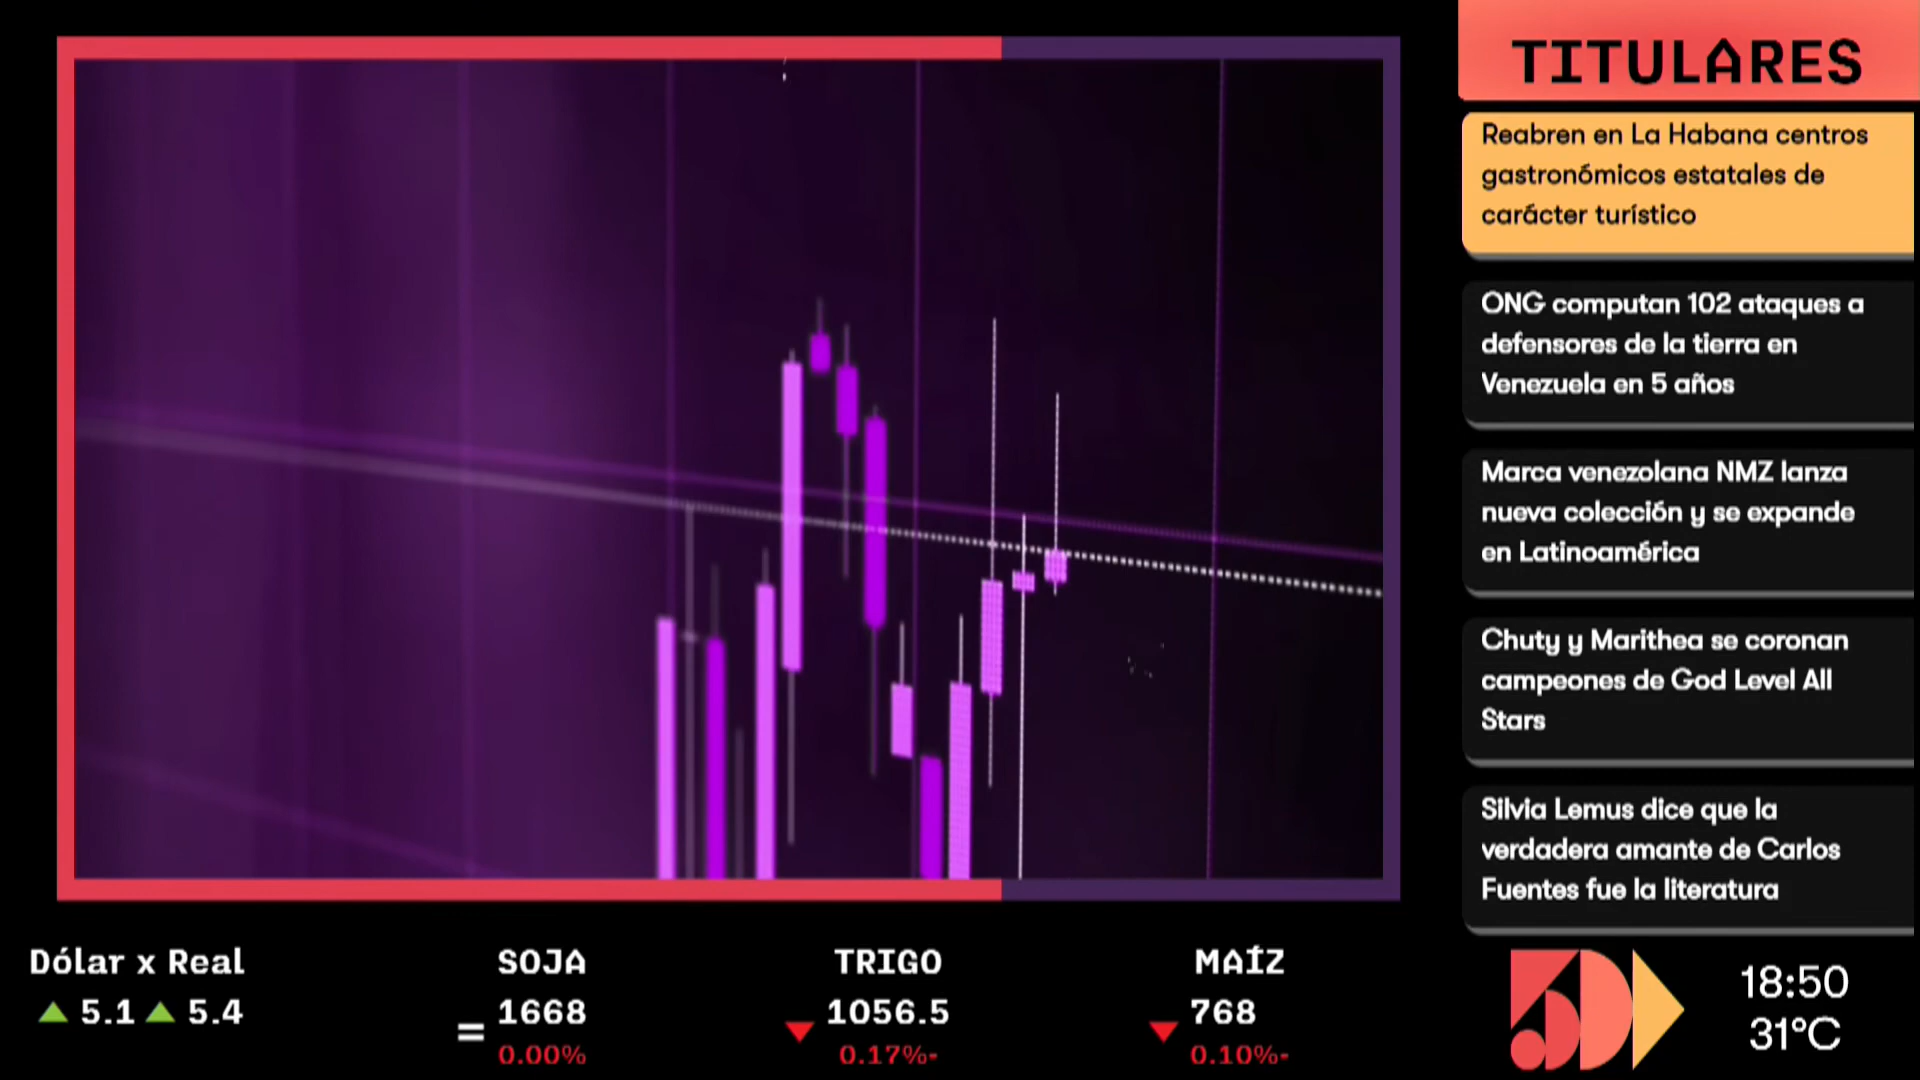 TITULARES
Reabren en La Habana centros
gastronómicos estatales de
carácter turístico
ONG computan 102 ataques a
defensores de la tierra en
Venezuela en 5 años
Marca venezolana NMZ lanza
nueva colección y se expande
en Latinoamérica
Chuty y Marithea se coronan
campeones de God Level All
Stars
Silvia Lemus dice que la
verdadera amante de Carlos
Fuentes fue la literatura
Dólar x Real
▲ 5.1 ▲ 5.4
SOJA
= 1668
0.00%
TRIGO
▼ 1056.5
0.17%-
MAÍZ
▼ 768
0.10%-
18:50
31°C